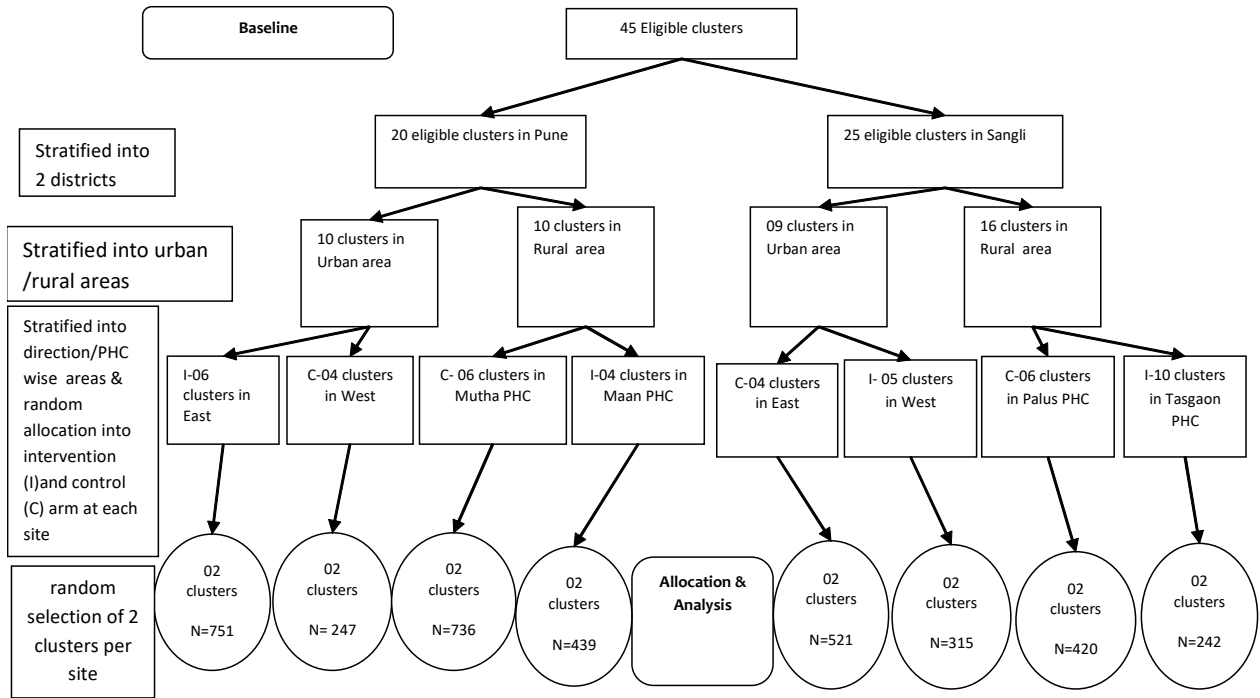 Baseline
45 Eligible clusters
Stratified into
2 districts
20 eligible clusters in Pune
25 eligible clusters in Sangli
Stratified into urban
/rural areas
10 clusters in
Urban area
10 clusters in
Rural area
09 clusters in
Urban area
16 clusters in
Rural area
Stratified into
direction/PHC
wise areas &
random
allocation into
intervention
(I)and control
(C) arm at each
site
I-06
clusters in
East
C-04 clusters
in West
C- 06 clusters in
Mutha PHC
I-04 clusters in
Maan PHC
C-04 clusters
in East
I- 05 clusters
in West
C-06 clusters
in Palus PHC
I-10 clusters
in Tasgaon
PHC
random
selection of 2
clusters per
site
02
clusters
N=751
02
clusters
N= 247
02
clusters
N=736
02
clusters
N=439
Allocation &
Analysis
02
clusters
N=521
02
clusters
N=315
02
clusters
N=420
02
clusters
N=242